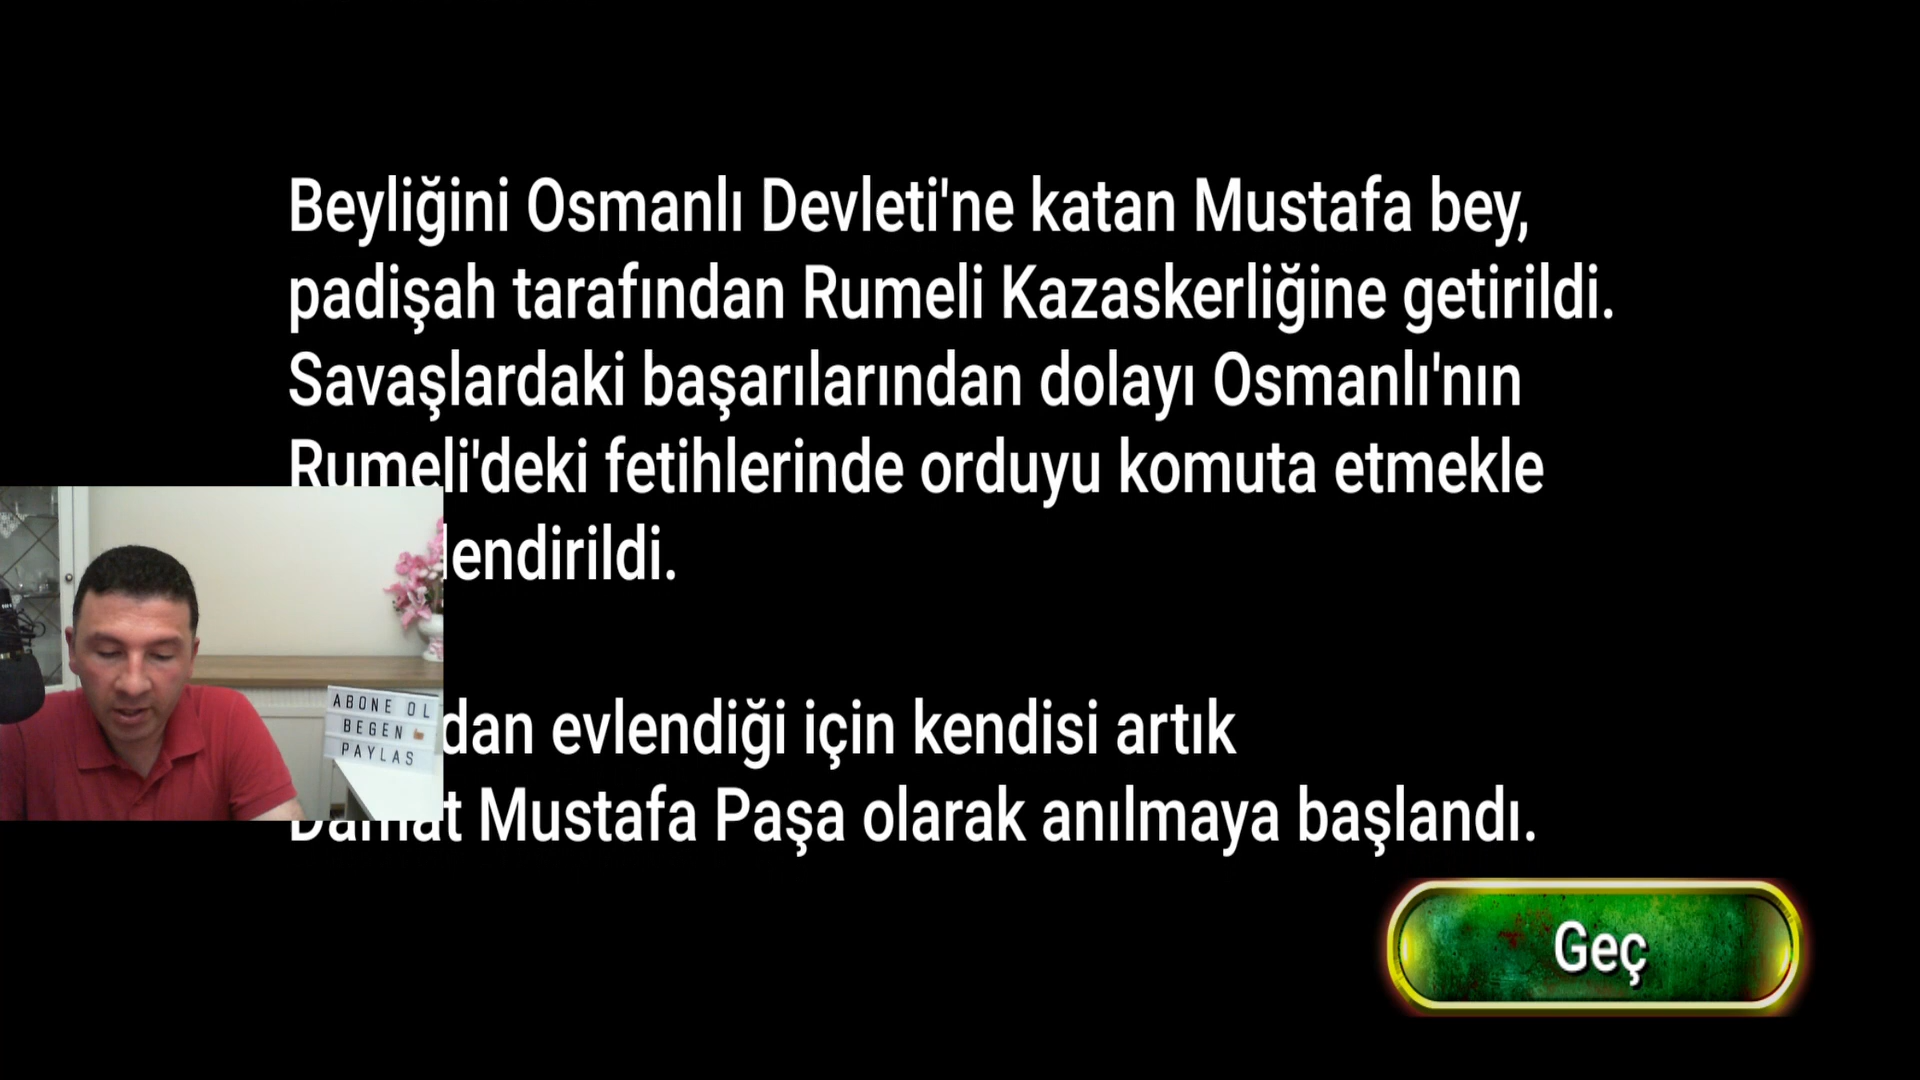 Beyliğini Osmanlı Devleti'ne katan Mustafa bey,
padişah tarafından Rumeli Kazaskerliğine getirildi.
Savaşlardaki başarılarından dolayı Osmanlı'nın
Rumeli'deki fetihlerinde orduyu komuta etmekle
lendirildi.
dan evlendiği için kendisi artık
Damat Mustafa Paşa olarak anılmaya başlandı.
ABONE OL
BEGEN
PAYLAS
Geç